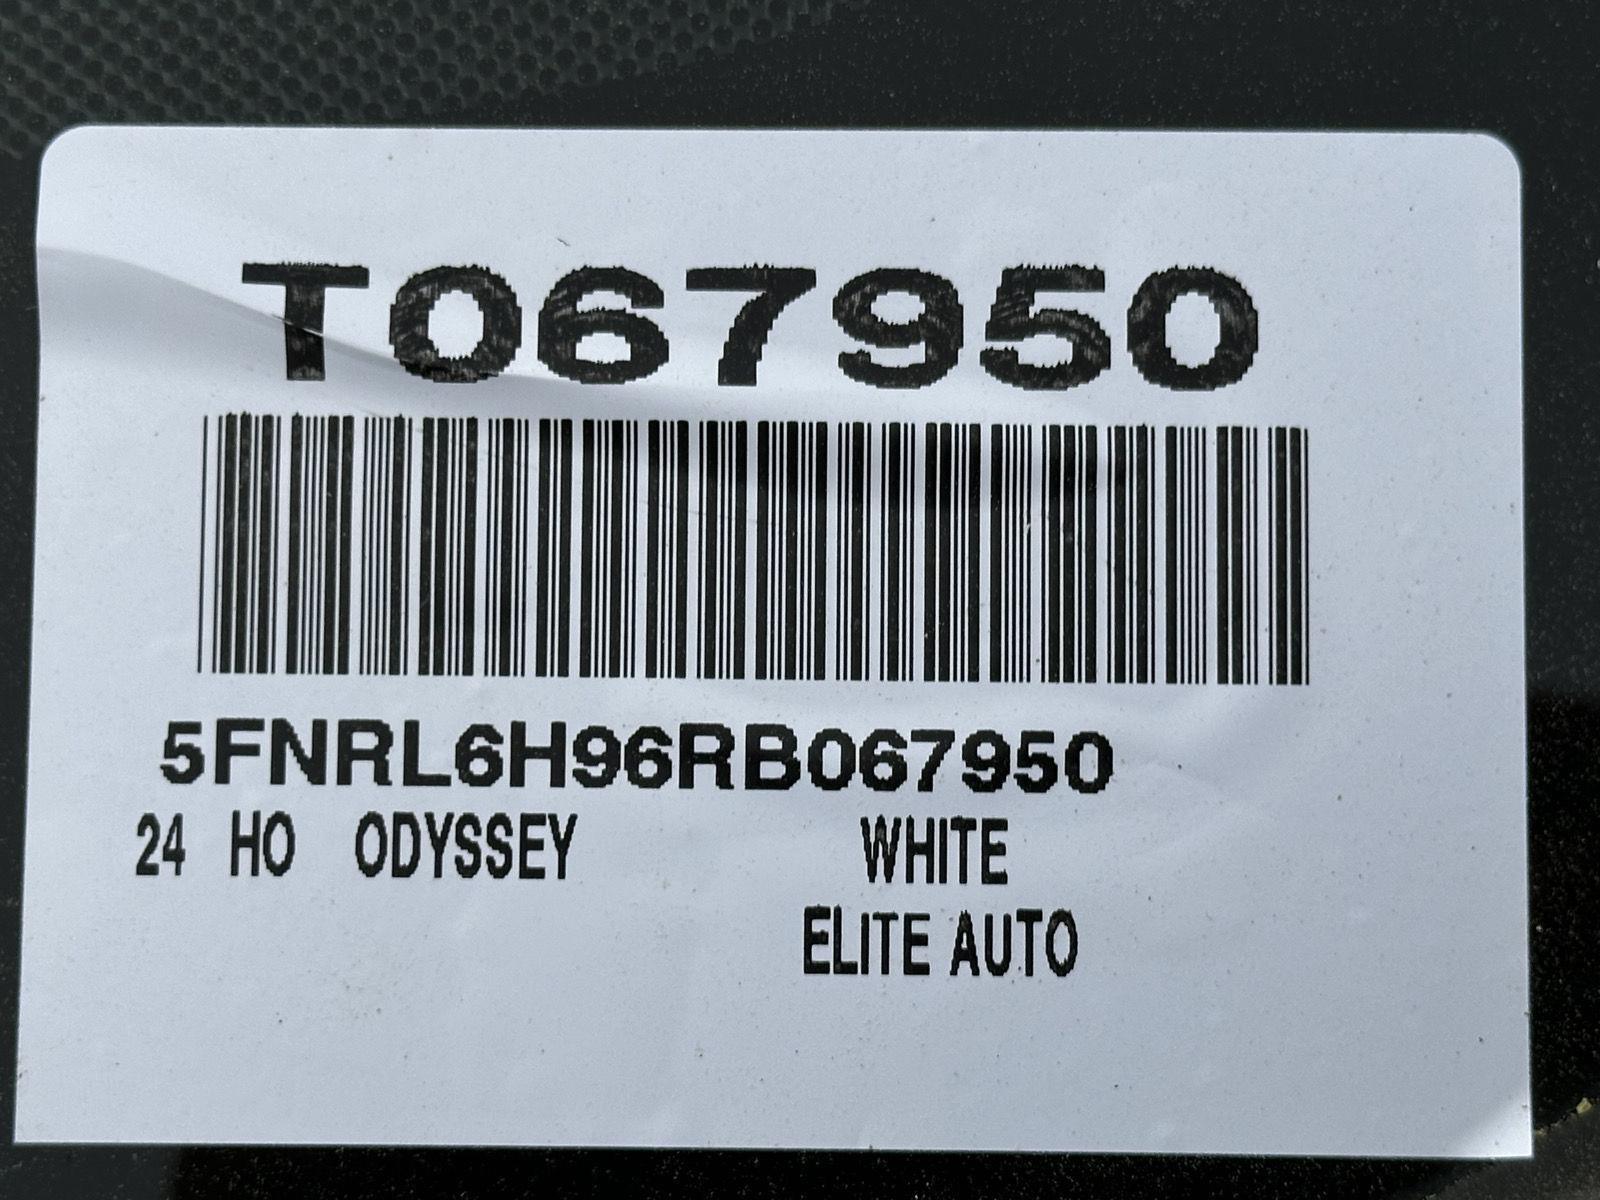 T067950
5FNRL6H96RB067950
24 HO ODYSSEY WHITE
ELITE AUTO